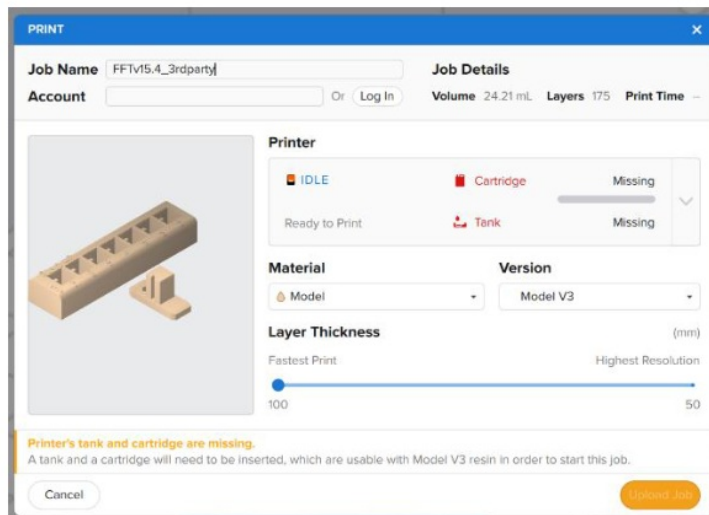 PRINT ×
Job Name FFTv15.4_3rdparty
Job Details
Account Or Log In
Volume 24.21 mL Layers 175 Print Time –
Printer
IDLE Cartridge Missing
Ready to Print Tank Missing
Material Version
Model Model V3
Layer Thickness (mm)
Fastest Print Highest Resolution
100 50
Printer's tank and cartridge are missing.
A tank and a cartridge will need to be inserted, which are usable with Model V3 resin in order to start this job.
Cancel Upload Job